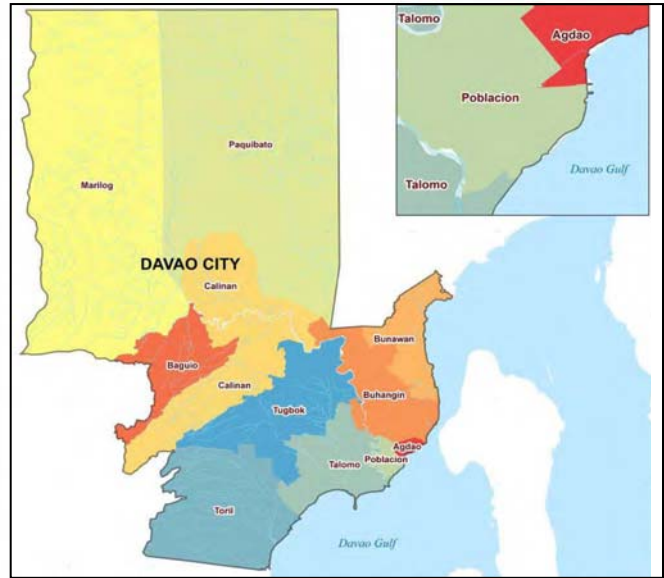 Talomo
Agdao
Poblacion
Talomo
Davao Gulf
Paquibato
Marilog
DAVAO CITY
Calinan
Bunawan
Baguio
Calinan
Buhangin
Tugbok
Agdao
Poblacion
Talomo
Toril
Davao Gulf